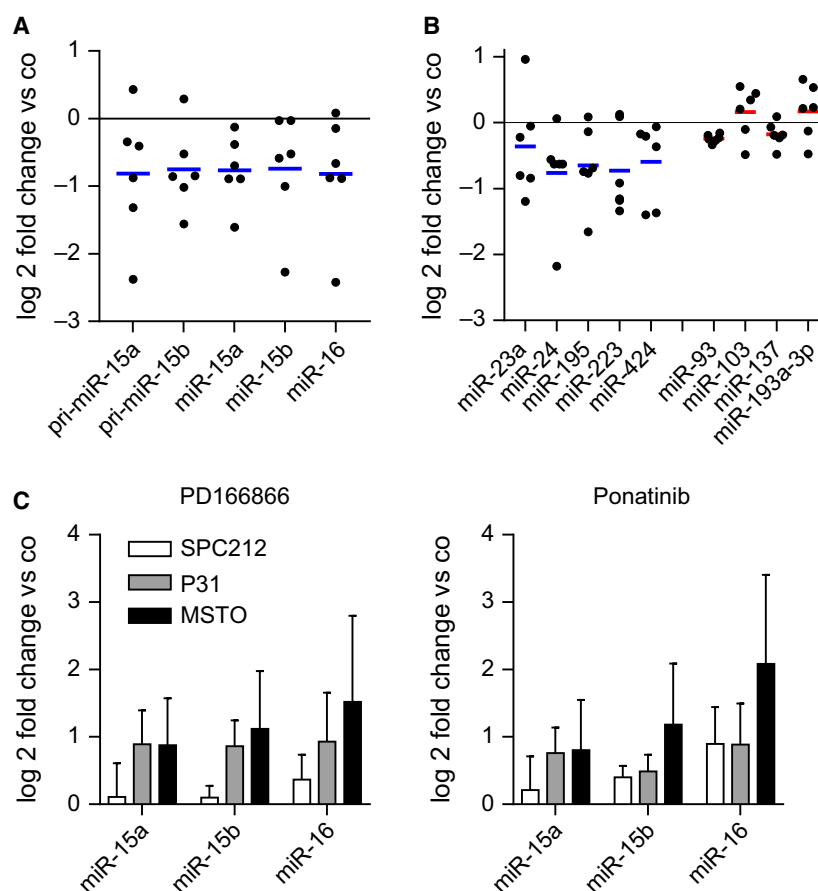 A
log 2 fold change vs co
1
0
–1
–2
–3
pri-miR-15a
pri-miR-15b
miR-15a
miR-15b
miR-16
B
log 2 fold change vs co
1
0
–1
–2
–3
miR-23a
miR-24
miR-195
miR-223
miR-424
miR-93
miR-103
miR-137
miR-193a-3p
C
PD166866
log 2 fold change vs co
4
3
2
1
0
SPC212
P31
MSTO
miR-15a
miR-15b
miR-16
Ponatinib
log 2 fold change vs co
4
3
2
1
0
miR-15a
miR-15b
miR-16